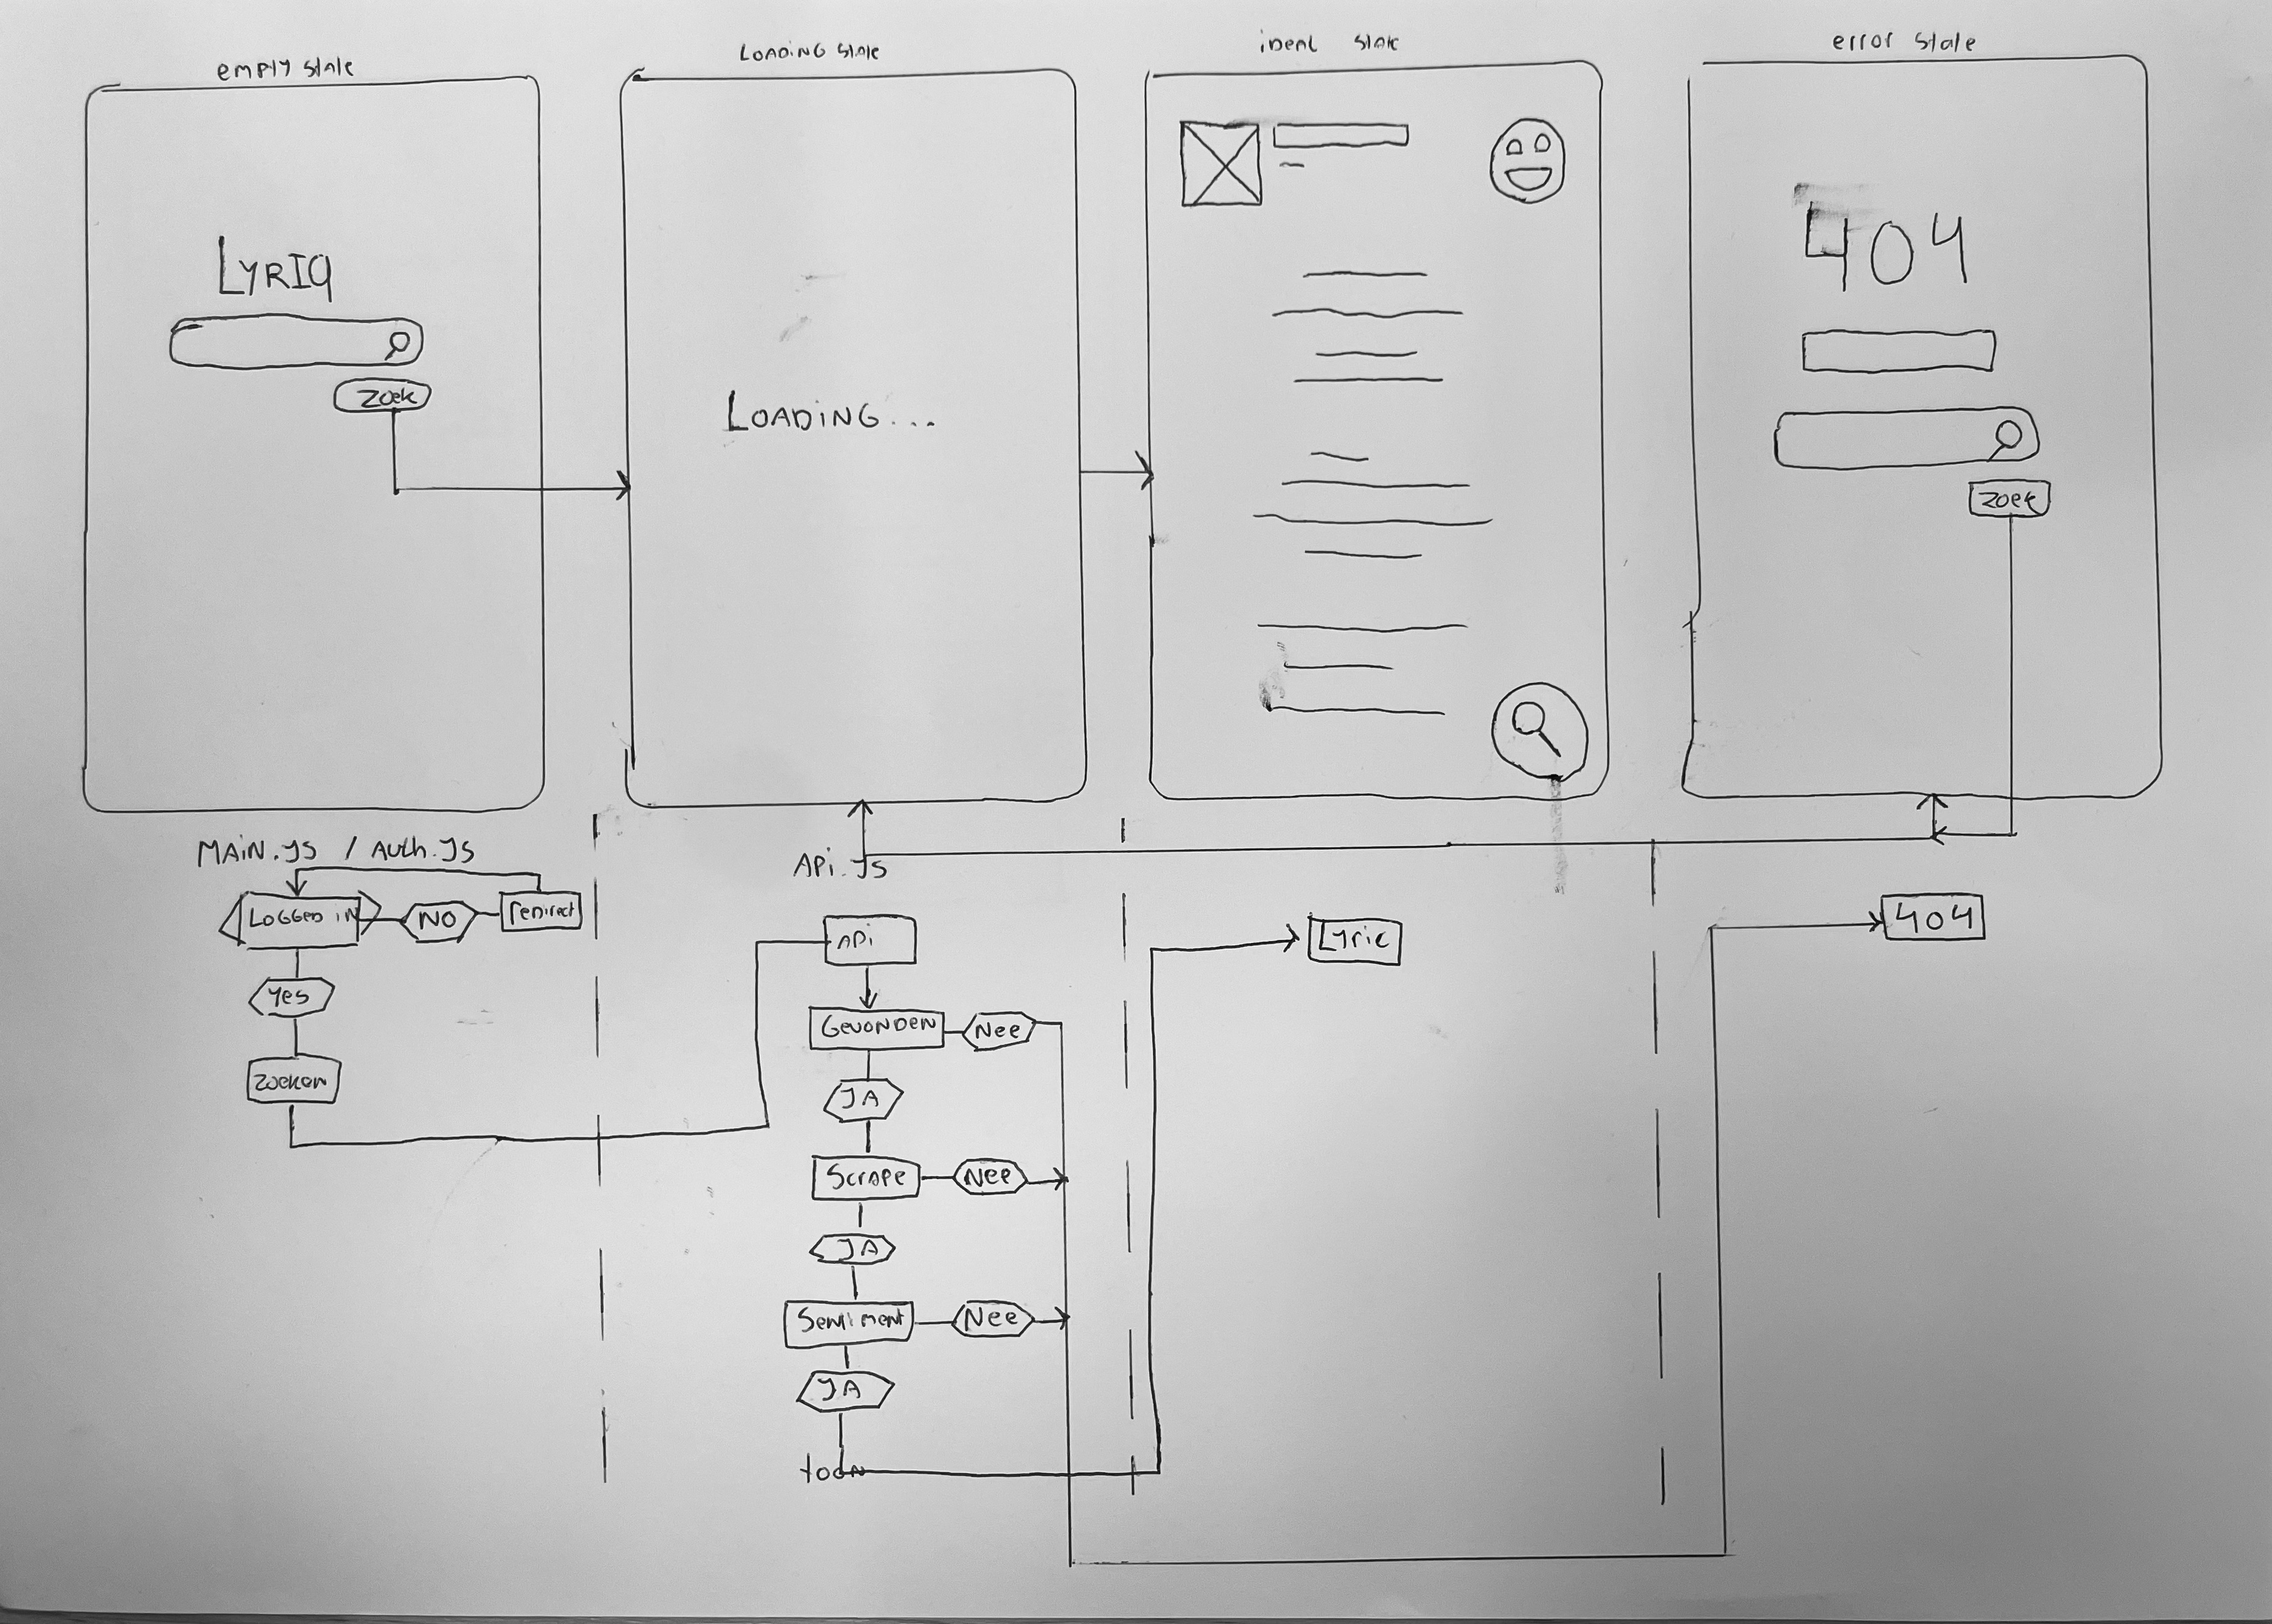 empty state
LOADING state
ideal state
error state
LYRIQ
zoek
LOADING...
404
zoek
MAIN.JS / AUTH.JS
LOGGED IN
NO
redirect
Yes
zoeken
API.JS
API
GEVONDEN
Nee
JA
Scrape
Nee
JA
Sentiment
Nee
JA
toon
Lyric
404